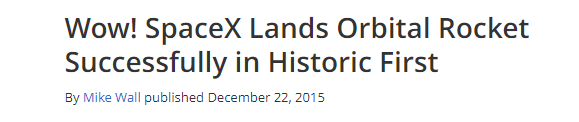 Wow! SpaceX Lands Orbital Rocket
Successfully in Historic First
By Mike Wall published December 22, 2015